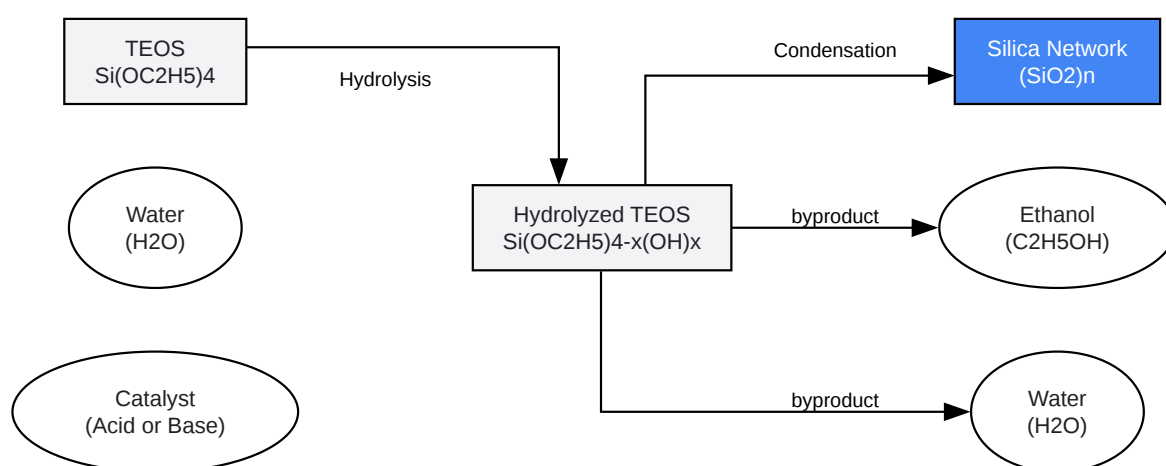 TEOS
Si(OC2H5)4
Hydrolysis
Condensation
Silica Network
(SiO2)n
Water
(H2O)
Hydrolyzed TEOS
Si(OC2H5)4-x(OH)x
byproduct
Ethanol
(C2H5OH)
Catalyst
(Acid or Base)
byproduct
Water
(H2O)